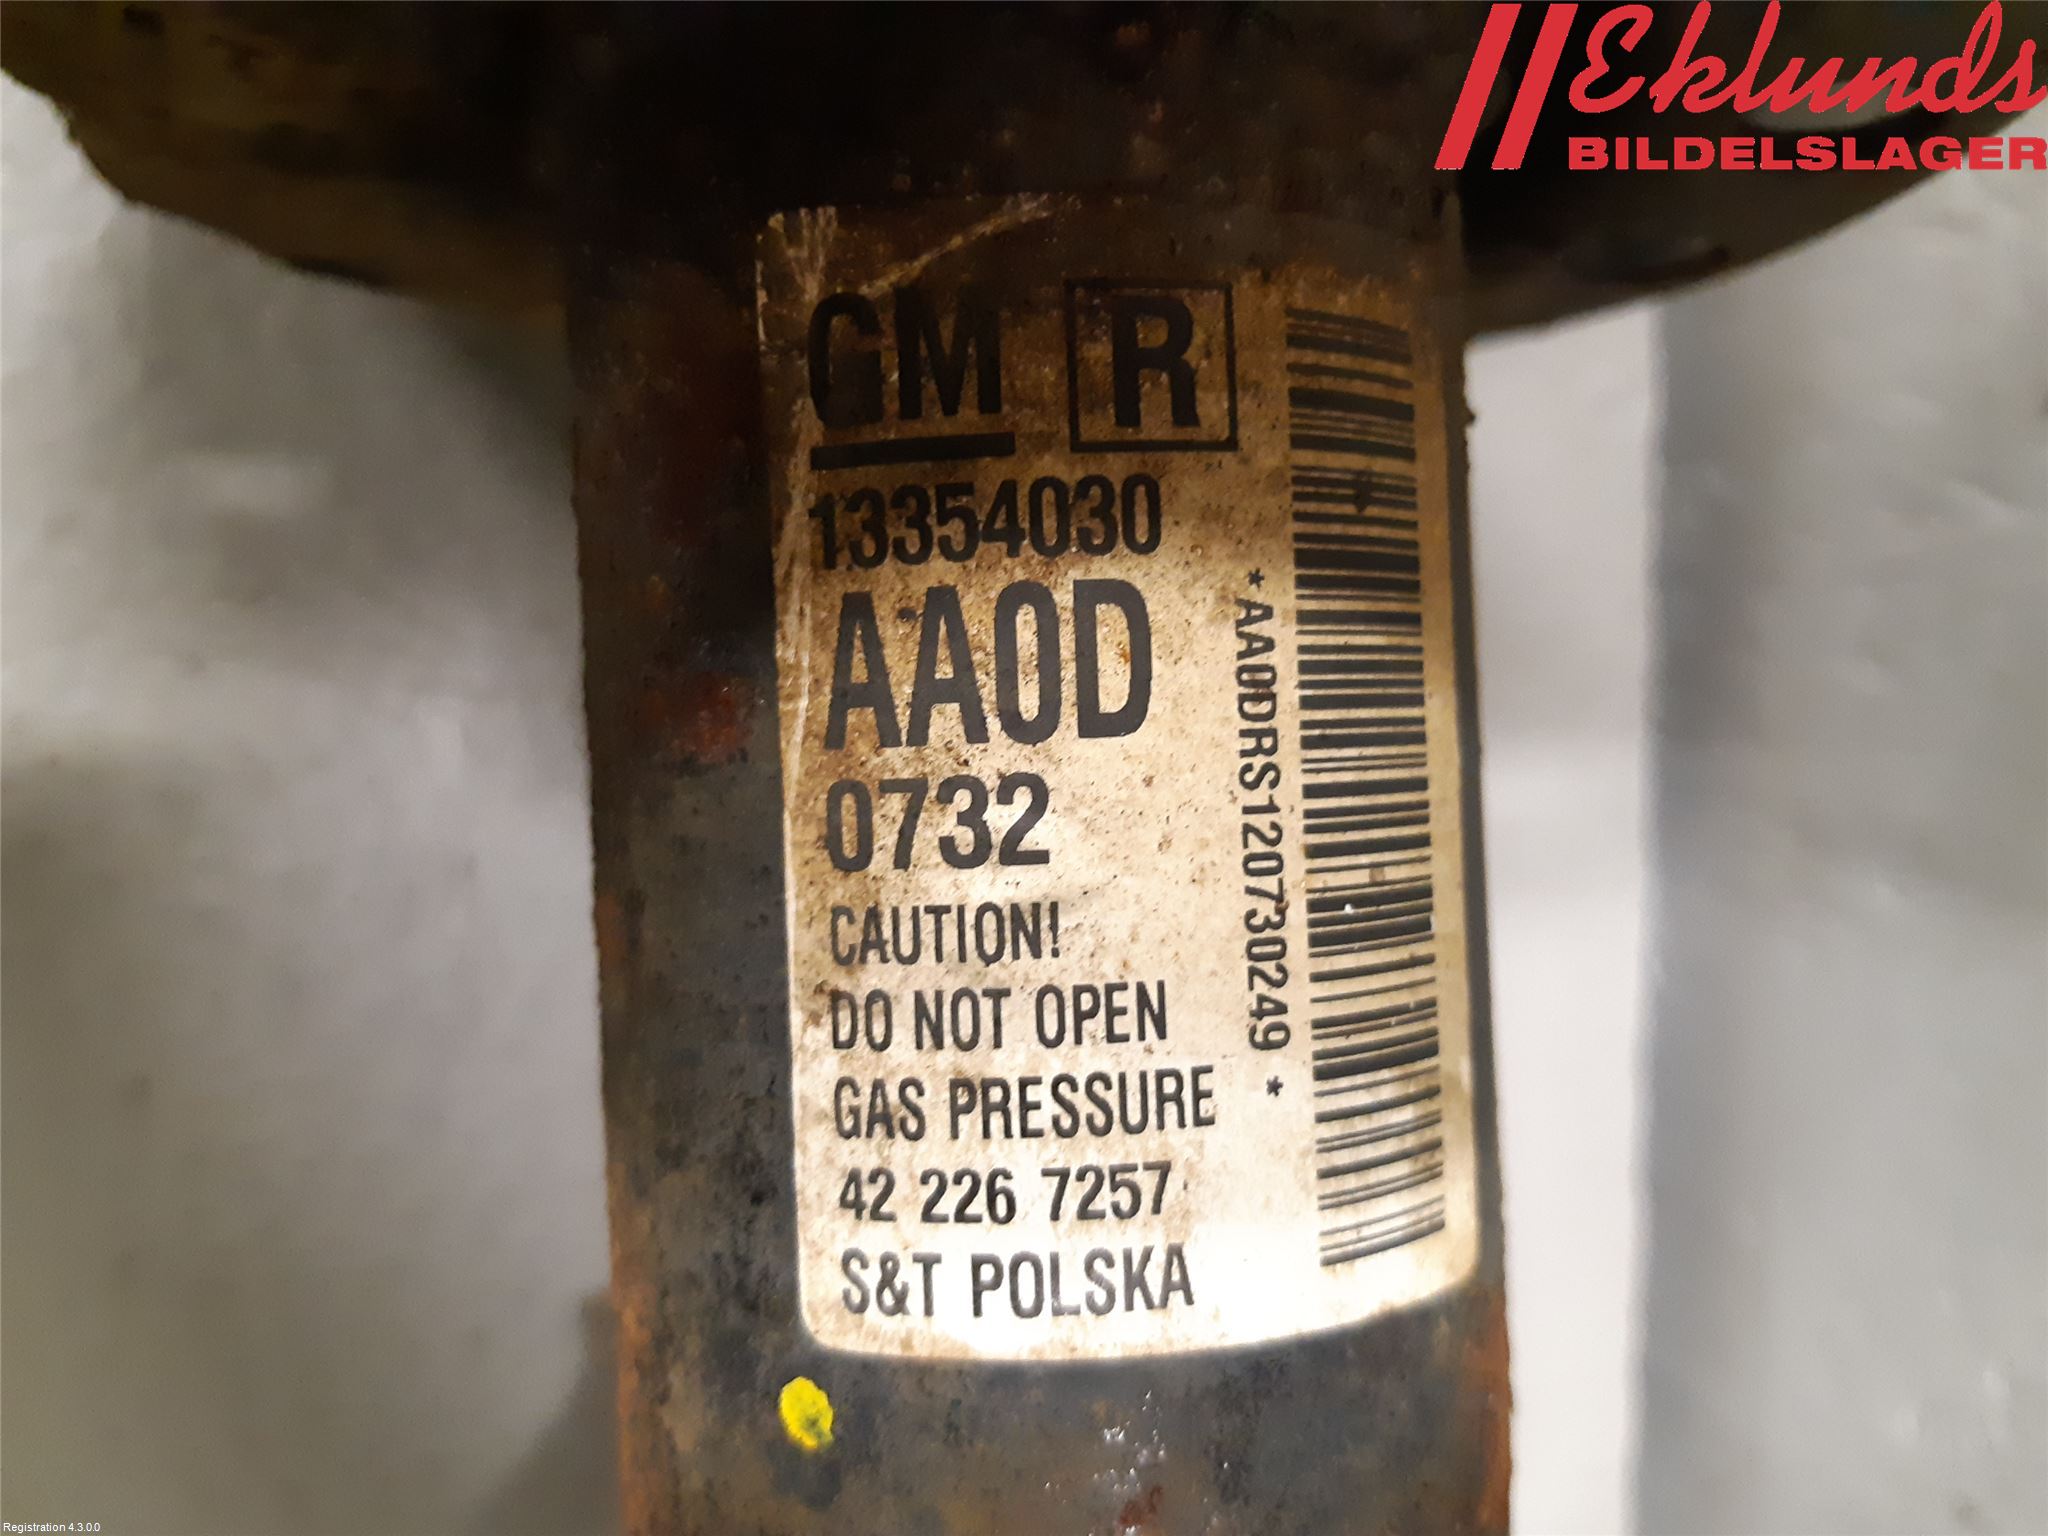 Eklunds
BILDELSLAGER
GM R
13354030
AA0D
0732
CAUTION!
DO NOT OPEN
GAS PRESSURE
42 226 7257
S&T POLSKA
*AA0DRS120730249 *
Registration 4.3.0.0